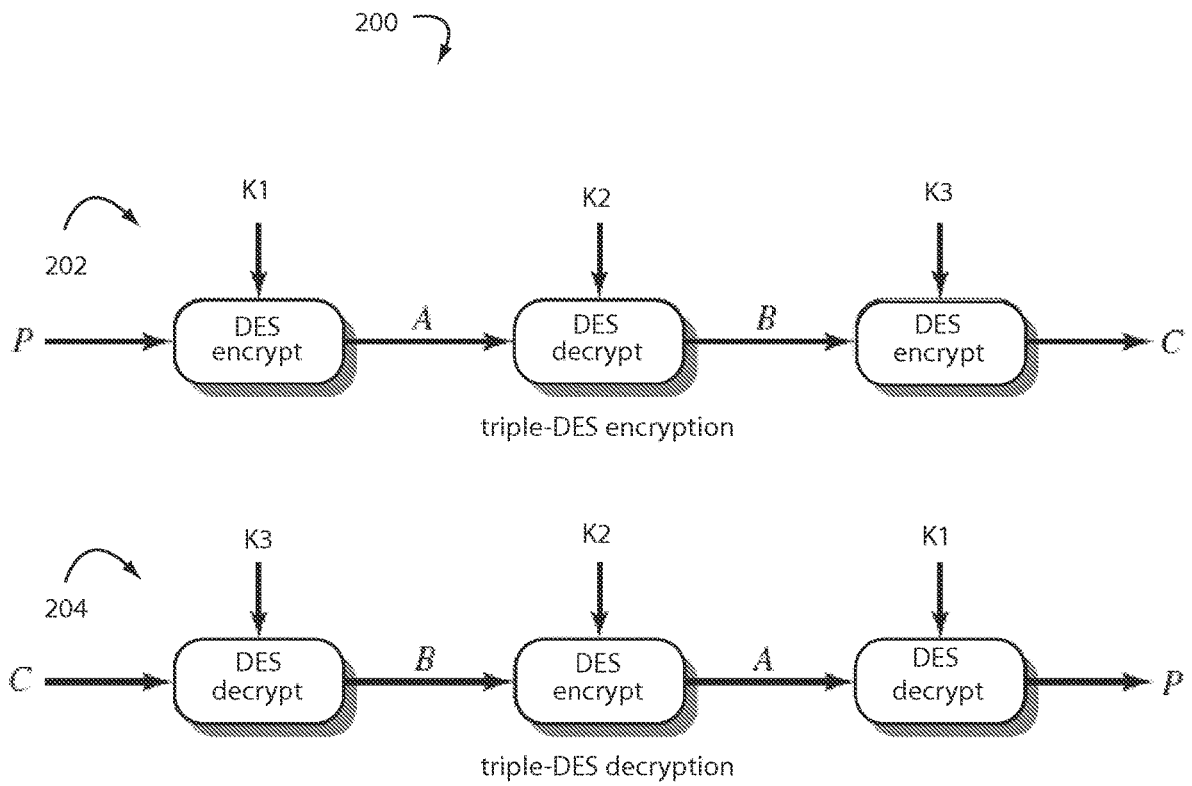 200
K1
K2
K3
202
P
DES
encrypt
A
DES
decrypt
B
DES
encrypt
C
triple-DES encryption
K3
K2
K1
204
C
DES
decrypt
B
DES
encrypt
A
DES
decrypt
P
triple-DES decryption